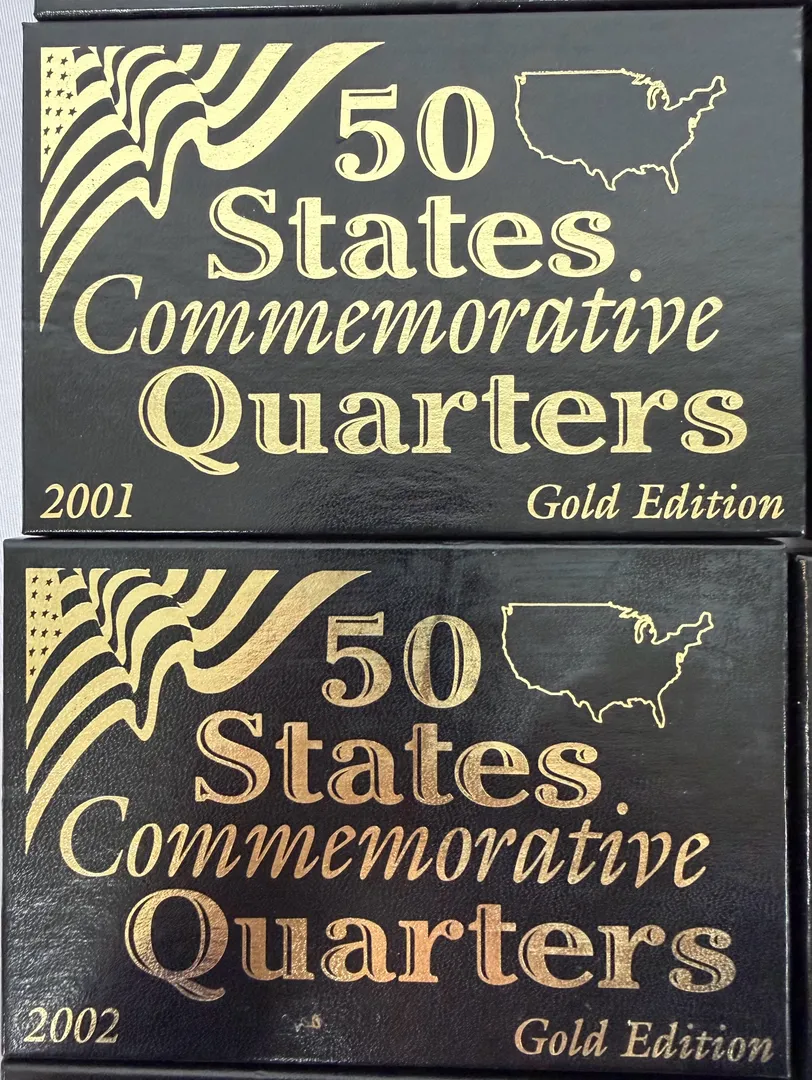 50
States
Commemorative
Quarters
2001 Gold Edition
50
States
Commemorative
Quarters
2002 Gold Edition